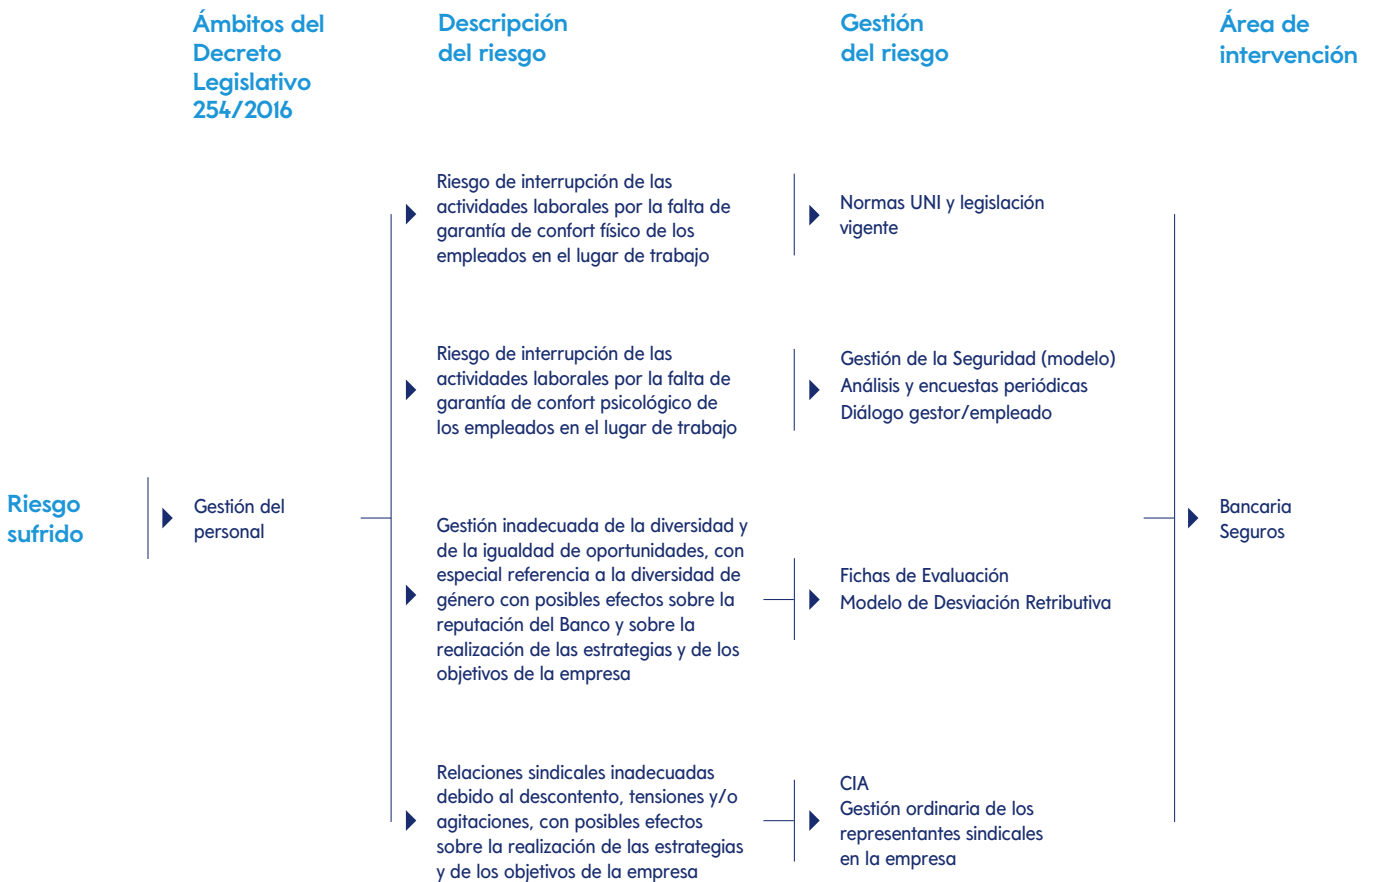 Ámbitos del
Decreto
Legislativo
254/2016
Descripción
del riesgo
Gestión
del riesgo
Área de
intervención
Riesgo
sufrido
Gestión del
personal
Riesgo de interrupción de las
actividades laborales por la falta de
garantía de confort físico de los
empleados en el lugar de trabajo
Normas UNI y legislación
vigente
Riesgo de interrupción de las
actividades laborales por la falta de
garantía de confort psicológico de
los empleados en el lugar de trabajo
Gestión de la Seguridad (modelo)
Análisis y encuestas periódicas
Diálogo gestor/empleado
Gestión inadecuada de la diversidad y
de la igualdad de oportunidades, con
especial referencia a la diversidad de
género con posibles efectos sobre la
reputación del Banco y sobre la
realización de las estrategias y de los
objetivos de la empresa
Fichas de Evaluación
Modelo de Desviación Retributiva
Relaciones sindicales inadecuadas
debido al descontento, tensiones y/o
agitaciones, con posibles efectos
sobre la realización de las estrategias
y de los objetivos de la empresa
CIA
Gestión ordinaria de los
representantes sindicales
en la empresa
Bancaria
Seguros